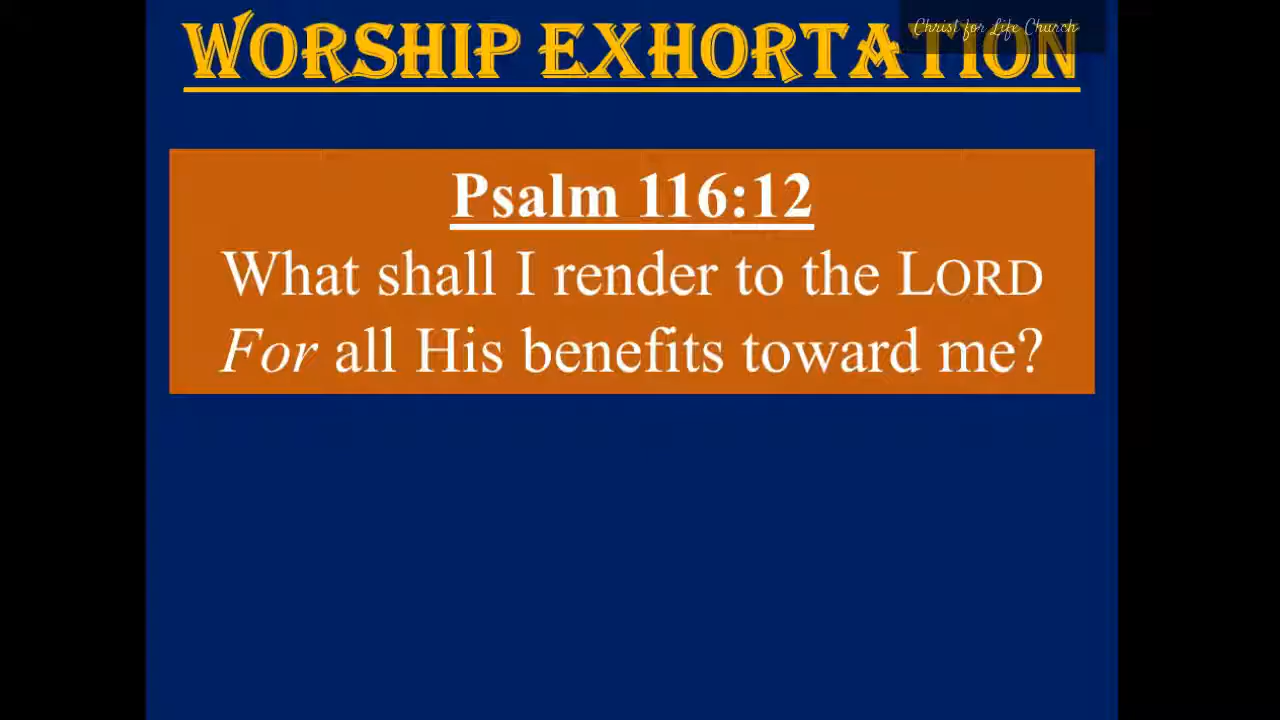 Christ for Life Church
WORSHIP EXHORTATION
Psalm 116:12
What shall I render to the LORD
For all His benefits toward me?